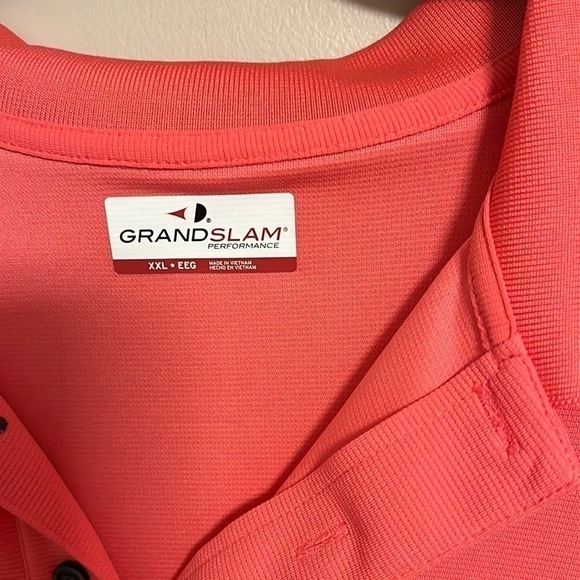 GRANDSLAM®
PERFORMANCE
XXL • EEG
MADE IN VIETNAM
HECHO EN VIETNAM